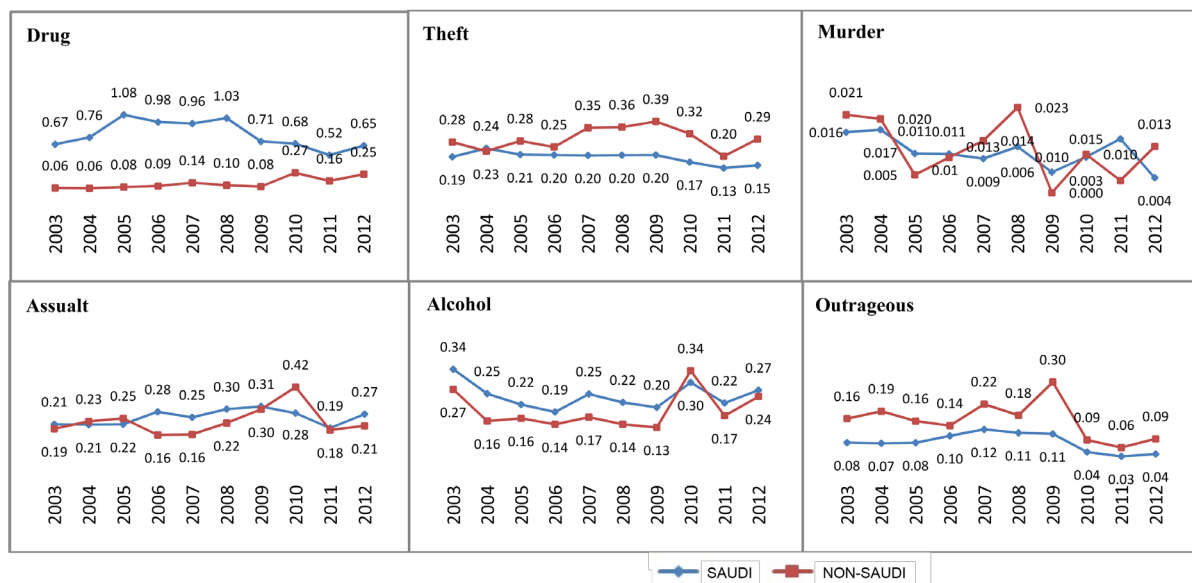 Drug
0.67 0.76 1.08 0.98 0.96 1.03 0.71 0.68 0.52 0.65
0.06 0.06 0.08 0.09 0.14 0.10 0.08 0.27 0.16 0.25
2003 2004 2005 2006 2007 2008 2009 2010 2011 2012
Theft
0.28 0.24 0.28 0.25 0.35 0.36 0.39 0.32 0.20 0.29
0.19 0.23 0.21 0.20 0.20 0.20 0.20 0.17 0.13 0.15
2003 2004 2005 2006 2007 2008 2009 2010 2011 2012
Murder
0.021 0.020 0.011 0.011 0.013 0.014 0.023 0.015 0.010 0.013
0.016 0.017 0.005 0.01 0.009 0.006 0.010 0.003 0.000 0.004
2003 2004 2005 2006 2007 2008 2009 2010 2011 2012
Assualt
0.21 0.23 0.25 0.28 0.25 0.30 0.31 0.42 0.19 0.27
0.19 0.21 0.22 0.16 0.16 0.22 0.30 0.28 0.18 0.21
2003 2004 2005 2006 2007 2008 2009 2010 2011 2012
Alcohol
0.34 0.25 0.22 0.19 0.25 0.22 0.20 0.34 0.22 0.27
0.27 0.16 0.16 0.14 0.17 0.14 0.13 0.30 0.17 0.24
2003 2004 2005 2006 2007 2008 2009 2010 2011 2012
Outrageous
0.16 0.19 0.16 0.14 0.22 0.18 0.30 0.09 0.06 0.09
0.08 0.07 0.08 0.10 0.12 0.11 0.11 0.04 0.03 0.04
2003 2004 2005 2006 2007 2008 2009 2010 2011 2012
SAUDI NON-SAUDI